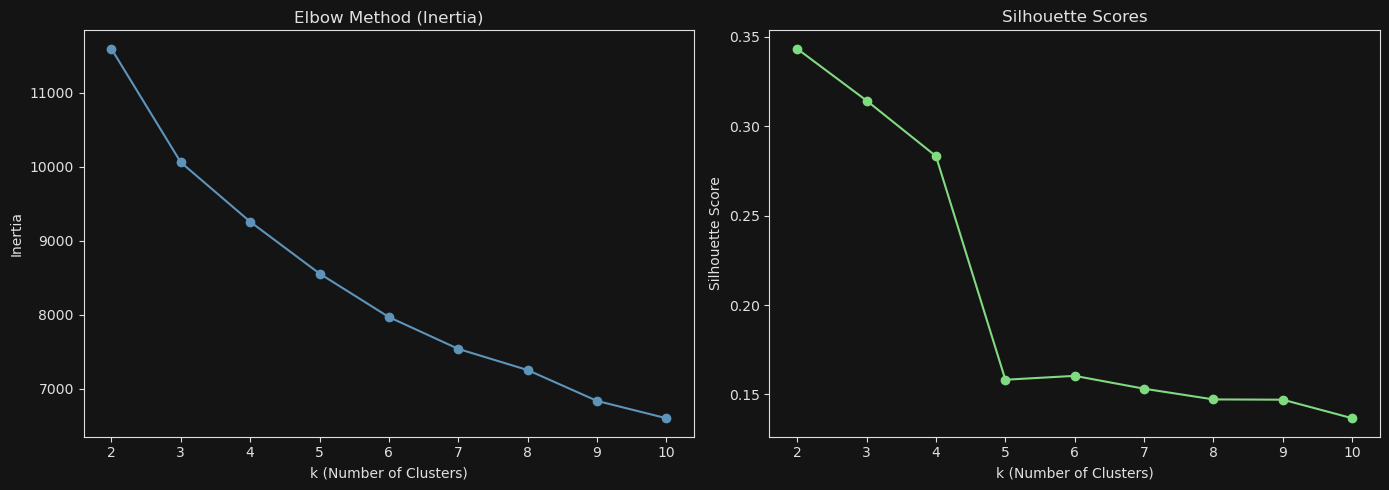 Elbow Method (Inertia)
Inertia
11000
10000
9000
8000
7000
2 3 4 5 6 7 8 9 10
k (Number of Clusters)
Silhouette Scores
Silhouette Score
0.35
0.30
0.25
0.20
0.15
2 3 4 5 6 7 8 9 10
k (Number of Clusters)